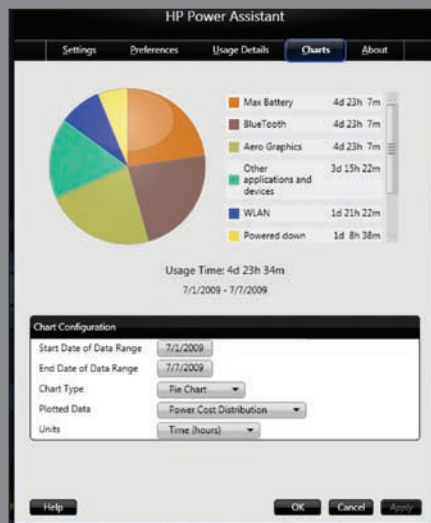 HP Power Assistant
Settings Preferences Usage Details Charts About
Max Battery 4d 23h 7m
BlueTooth 4d 23h 7m
Aero Graphics 4d 23h 7m
Other applications and devices 3d 15h 22m
WLAN 1d 21h 22m
Powered down 1d 8h 38m
Usage Time: 4d 23h 34m
7/1/2009 - 7/7/2009
Chart Configuration
Start Date of Data Range 7/1/2009
End Date of Data Range 7/7/2009
Chart Type Pie Chart
Plotted Data Power Cost Distribution
Units Time (hours)
Help OK Cancel Apply